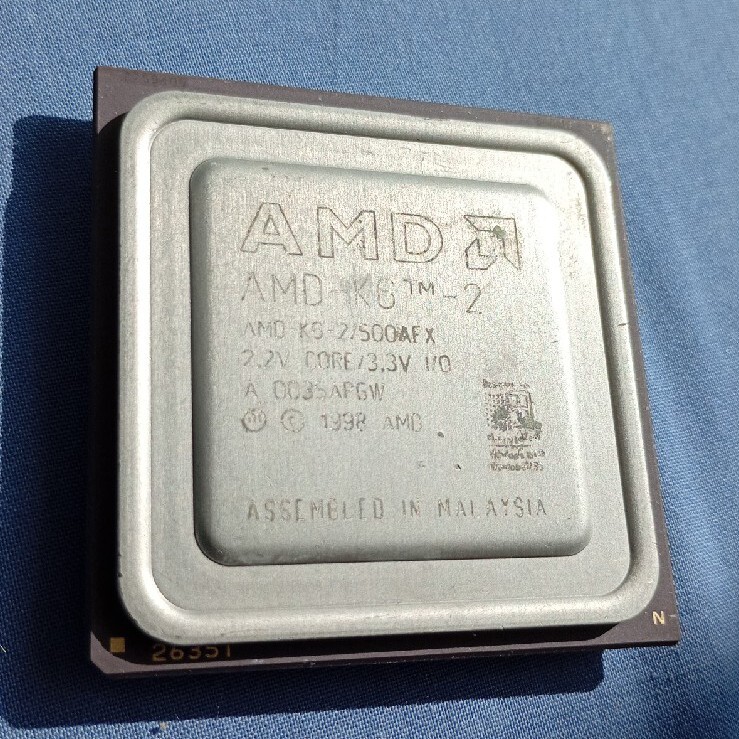 AMD
AMD-K6™-2
AMD-K6-2/500AFX
2.2V CORE/3.3V I/O
A 0035APGW
Ⓜ © 1998 AMD
ASSEMBLED IN MALAYSIA
26351
N